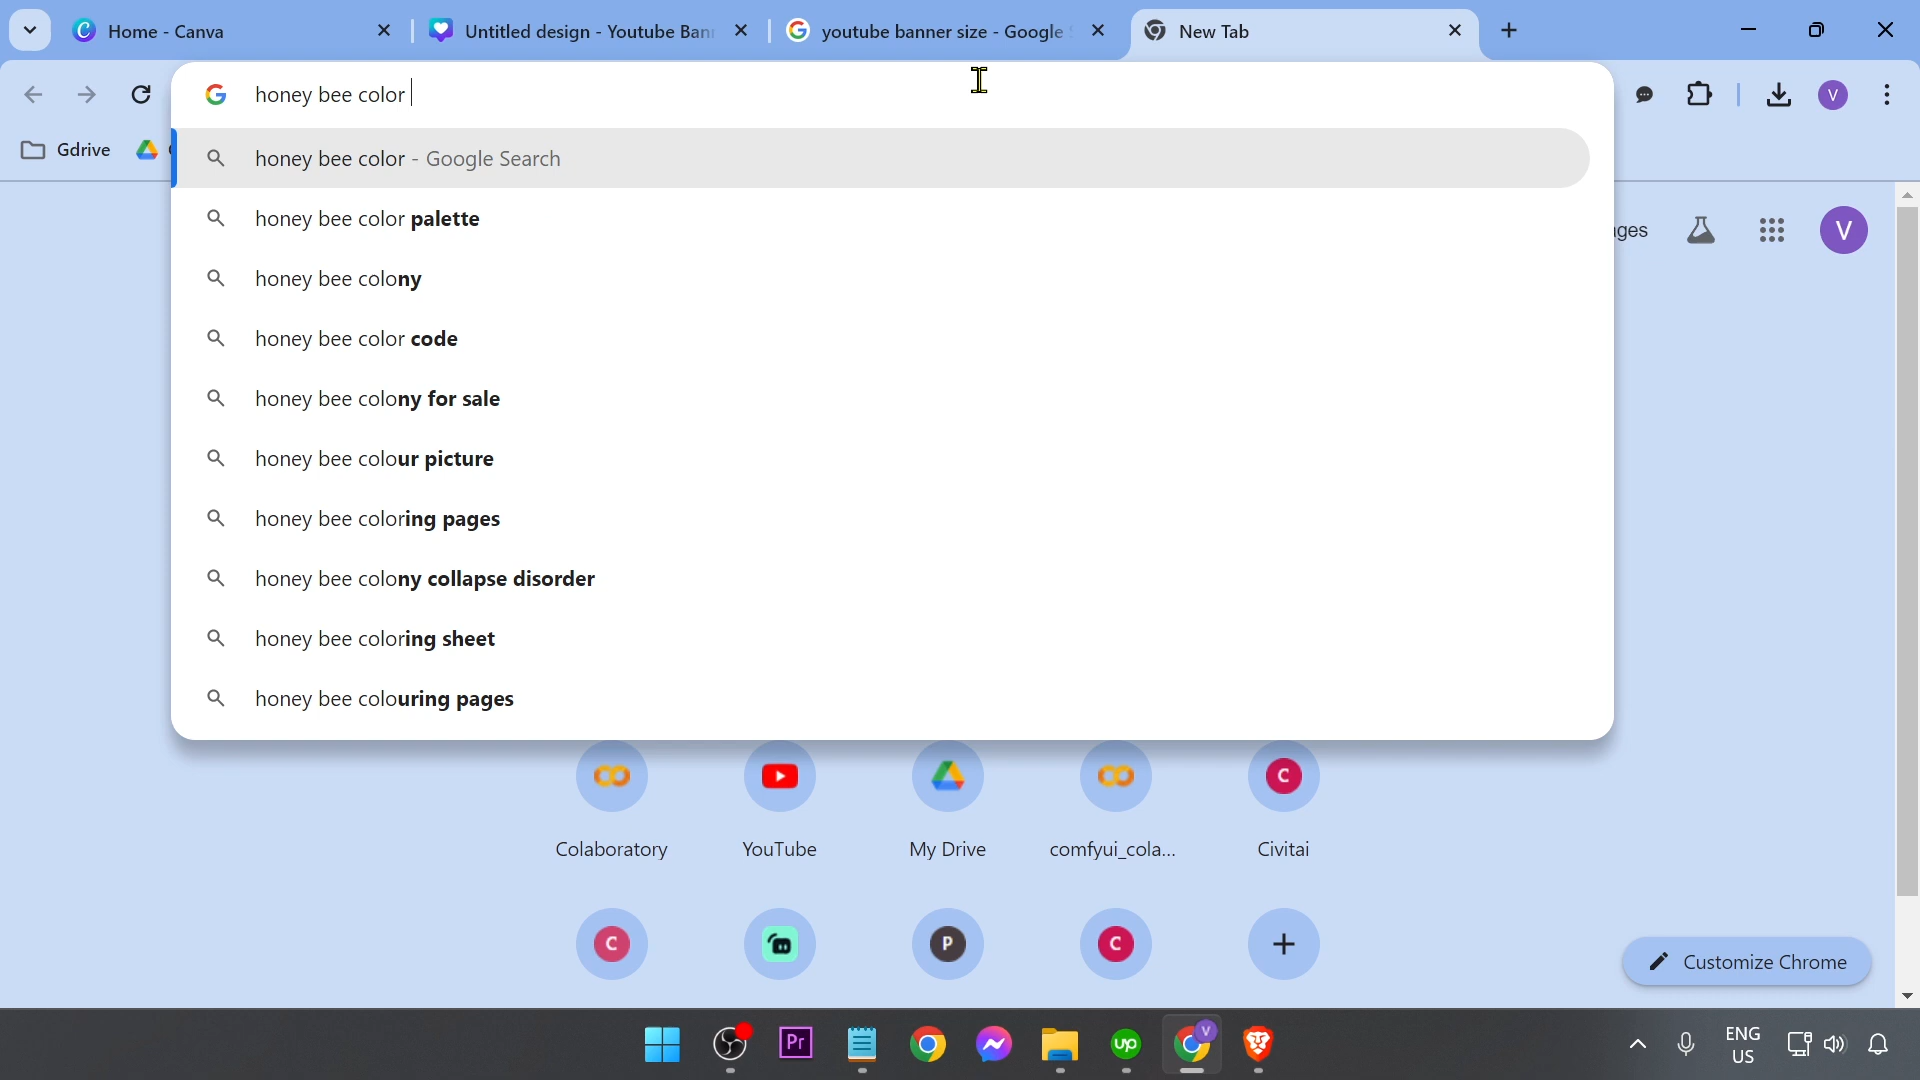 Home - Canva
Untitled design - Youtube Ban
youtube banner size - Google
New Tab
honey bee color
V
Gdrive
honey bee color - Google Search
honey bee color palette
honey bee colony
honey bee color code
honey bee colony for sale
honey bee colour picture
honey bee coloring pages
honey bee colony collapse disorder
honey bee coloring sheet
honey bee colouring pages
ges
V
C
Colaboratory
YouTube
My Drive
comfyui_cola...
Civitai
C
P
C
Customize Chrome
Pr
up
V
ENG
US